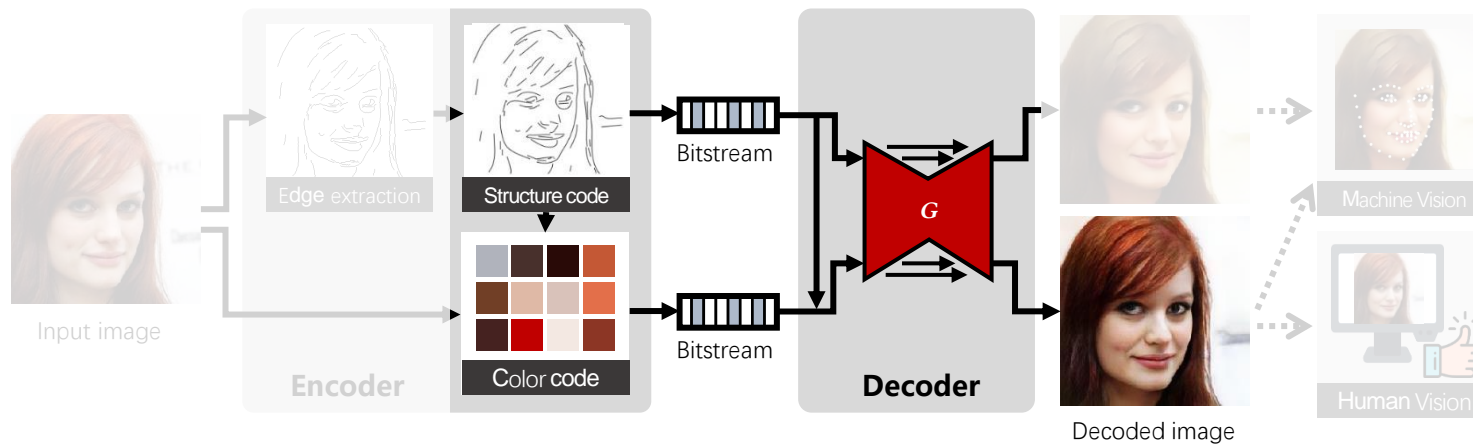 Input image
Edge extraction
Structure code
Color code
Encoder
Bitstream
Bitstream
G
Decoder
Decoded image
Machine Vision
Human Vision